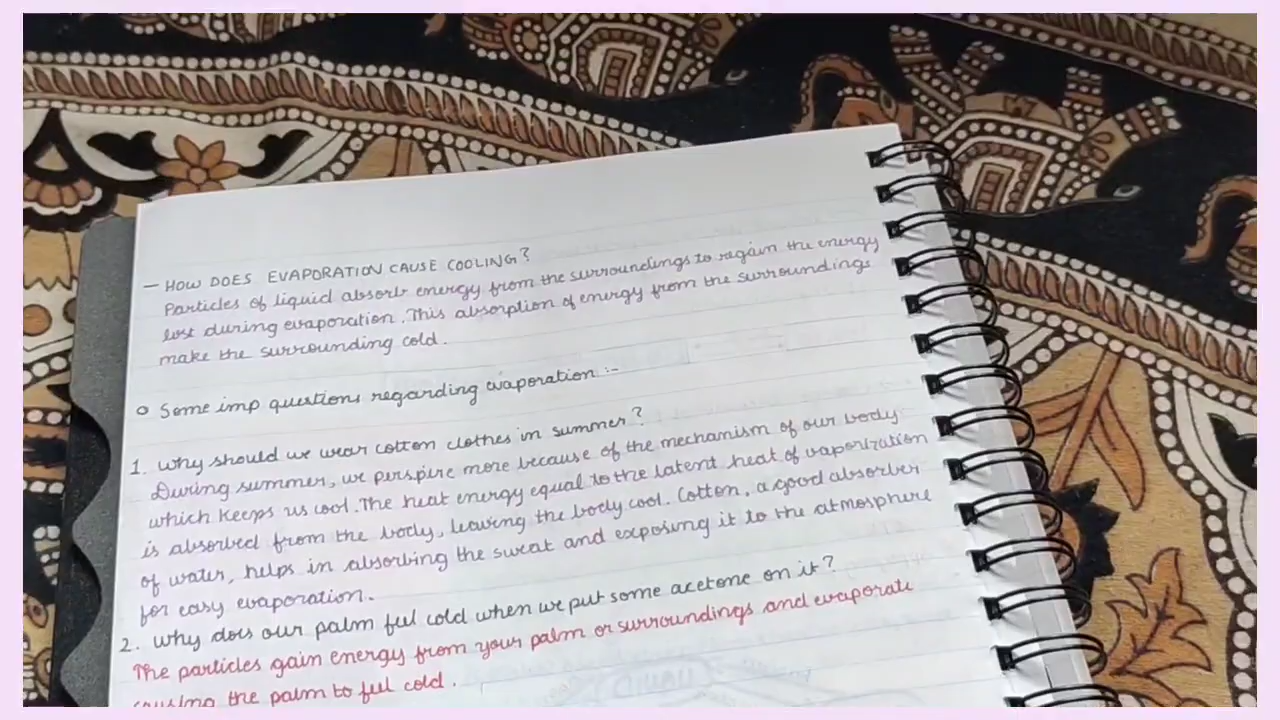 — HOW DOES EVAPORATION CAUSE COOLING?
Particles of liquid absorb energy from the surroundings to regain the energy
lost during evaporation. This absorption of energy from the surroundings
make the surrounding cold.
o Some imp questions regarding evaporation :-
1. Why should we wear cotton clothes in summer?
During summer, we perspire more because of the mechanism of our body
which keeps us cool. The heat energy equal to the latent heat of vaporization
is absorbed from the body, leaving the body cool. Cotton, a good absorber
of water, helps in absorbing the sweat and exposing it to the atmosphere
for easy evaporation.
2. Why does our palm feel cold when we put some acetone on it?
The particles gain energy from your palm or surroundings and evaporate
causing the palm to feel cold.